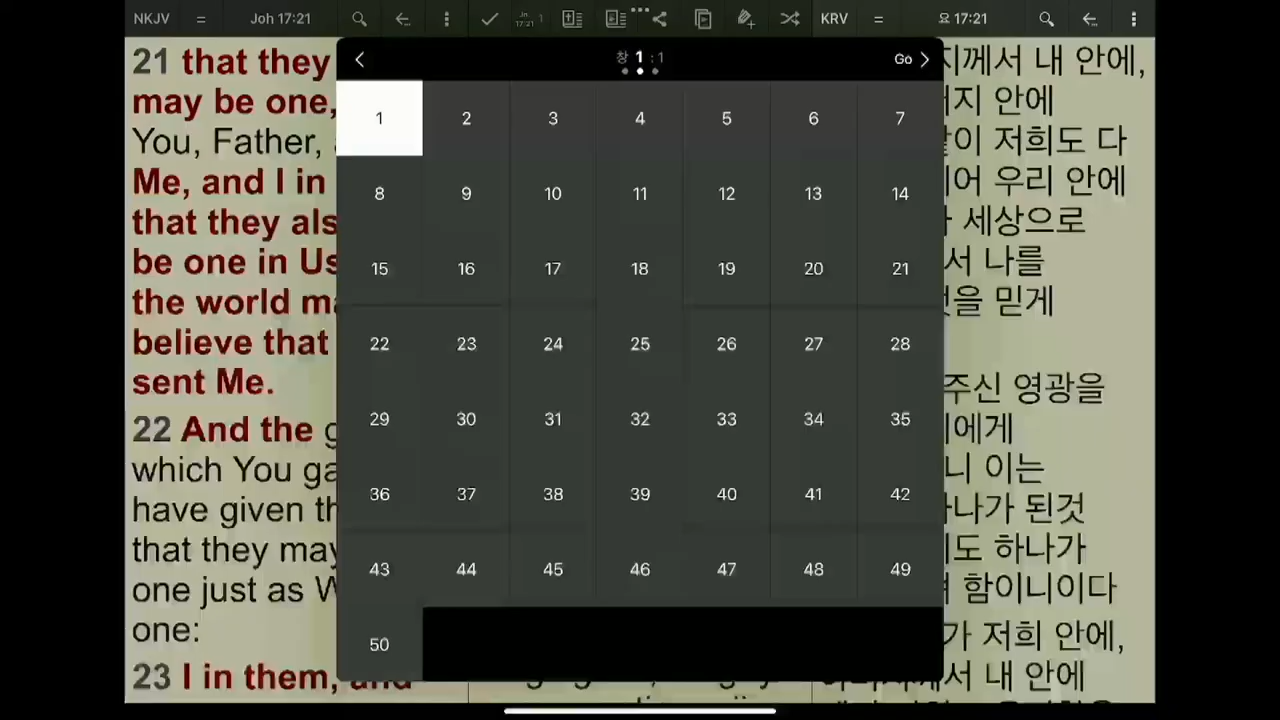 NKJV = Joh 17:21
Jn. 17:21 1
KRV = 요 17:21
21 that they
may be one,
You, Father,
Me, and I in
that they als
be one in Us
the world ma
believe that
sent Me.
22 And the g
which You ga
have given th
that they may
one just as W
one:
23 I in them, and
창 1 : 1
Go
1 2 3 4 5 6 7
8 9 10 11 12 13 14
15 16 17 18 19 20 21
22 23 24 25 26 27 28
29 30 31 32 33 34 35
36 37 38 39 40 41 42
43 44 45 46 47 48 49
50
지께서 내 안에,
지 안에
같이 저희도 다
어 우리 안에
세상으로
서 나를
것을 믿게
주신 영광을
에게
니 이는
하나가 된것
도 하나가
함이니이다
가 저희 안에,
아버지께서 내 안에